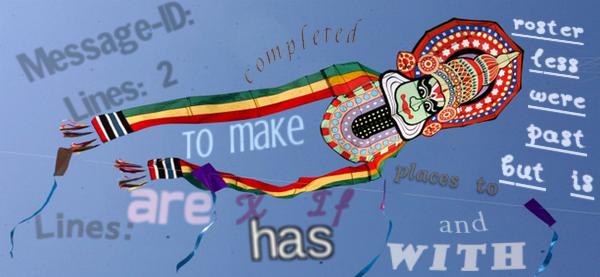 Message-ID:
Lines: 2
completed
roster
less
were
past
but is
TO make
places to
are X If
Lines:
has
and
WITH